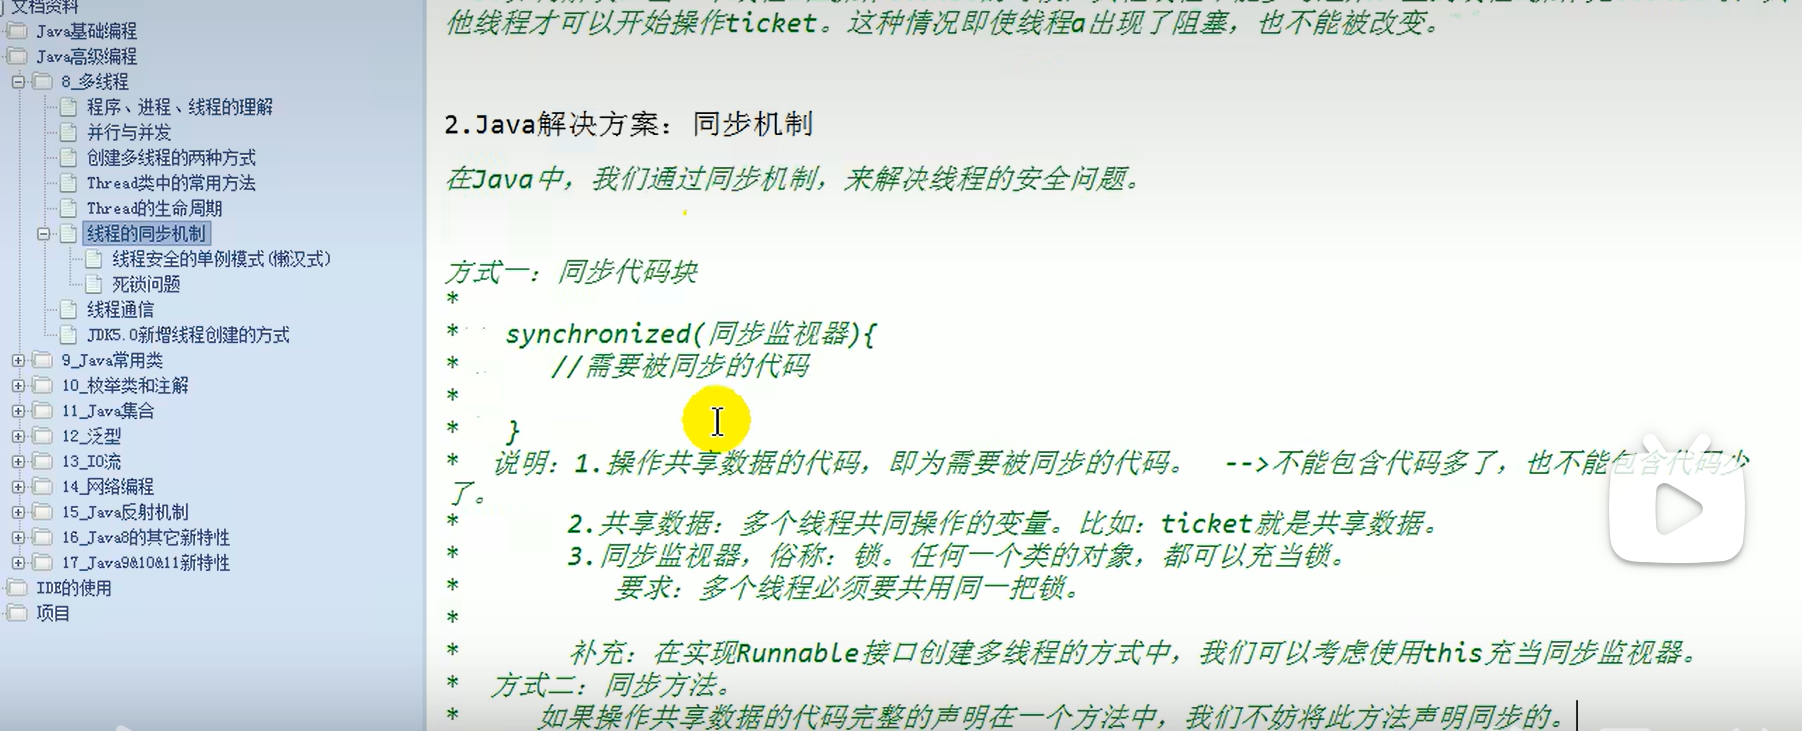 文档资料
Java基础编程
Java高级编程
8_多线程
程序、进程、线程的理解
并行与并发
创建多线程的两种方式
Thread类中的常用方法
Thread的生命周期
线程的同步机制
线程安全的单例模式(懒汉式)
死锁问题
线程通信
JDK5.0新增线程创建的方式
9_Java常用类
10_枚举类和注解
11_Java集合
12_泛型
13_IO流
14_网络编程
15_Java反射机制
16_Java8的其它新特性
17_Java9&10&11新特性
IDE的使用
项目
他线程才可以开始操作ticket。这种情况即使线程a出现了阻塞，也不能被改变。
2.Java解决方案：同步机制
在Java中，我们通过同步机制，来解决线程的安全问题。
方式一：同步代码块
*
* synchronized(同步监视器){
* //需要被同步的代码
*
* }
* 说明：1.操作共享数据的代码，即为需要被同步的代码。 -->不能包含代码多了，也不能包含代码少
了。
* 2.共享数据：多个线程共同操作的变量。比如：ticket就是共享数据。
* 3.同步监视器，俗称：锁。任何一个类的对象，都可以充当锁。
* 要求：多个线程必须要共用同一把锁。
*
* 补充：在实现Runnable接口创建多线程的方式中，我们可以考虑使用this充当同步监视器。
* 方式二：同步方法。
* 如果操作共享数据的代码完整的声明在一个方法中，我们不妨将此方法声明同步的。